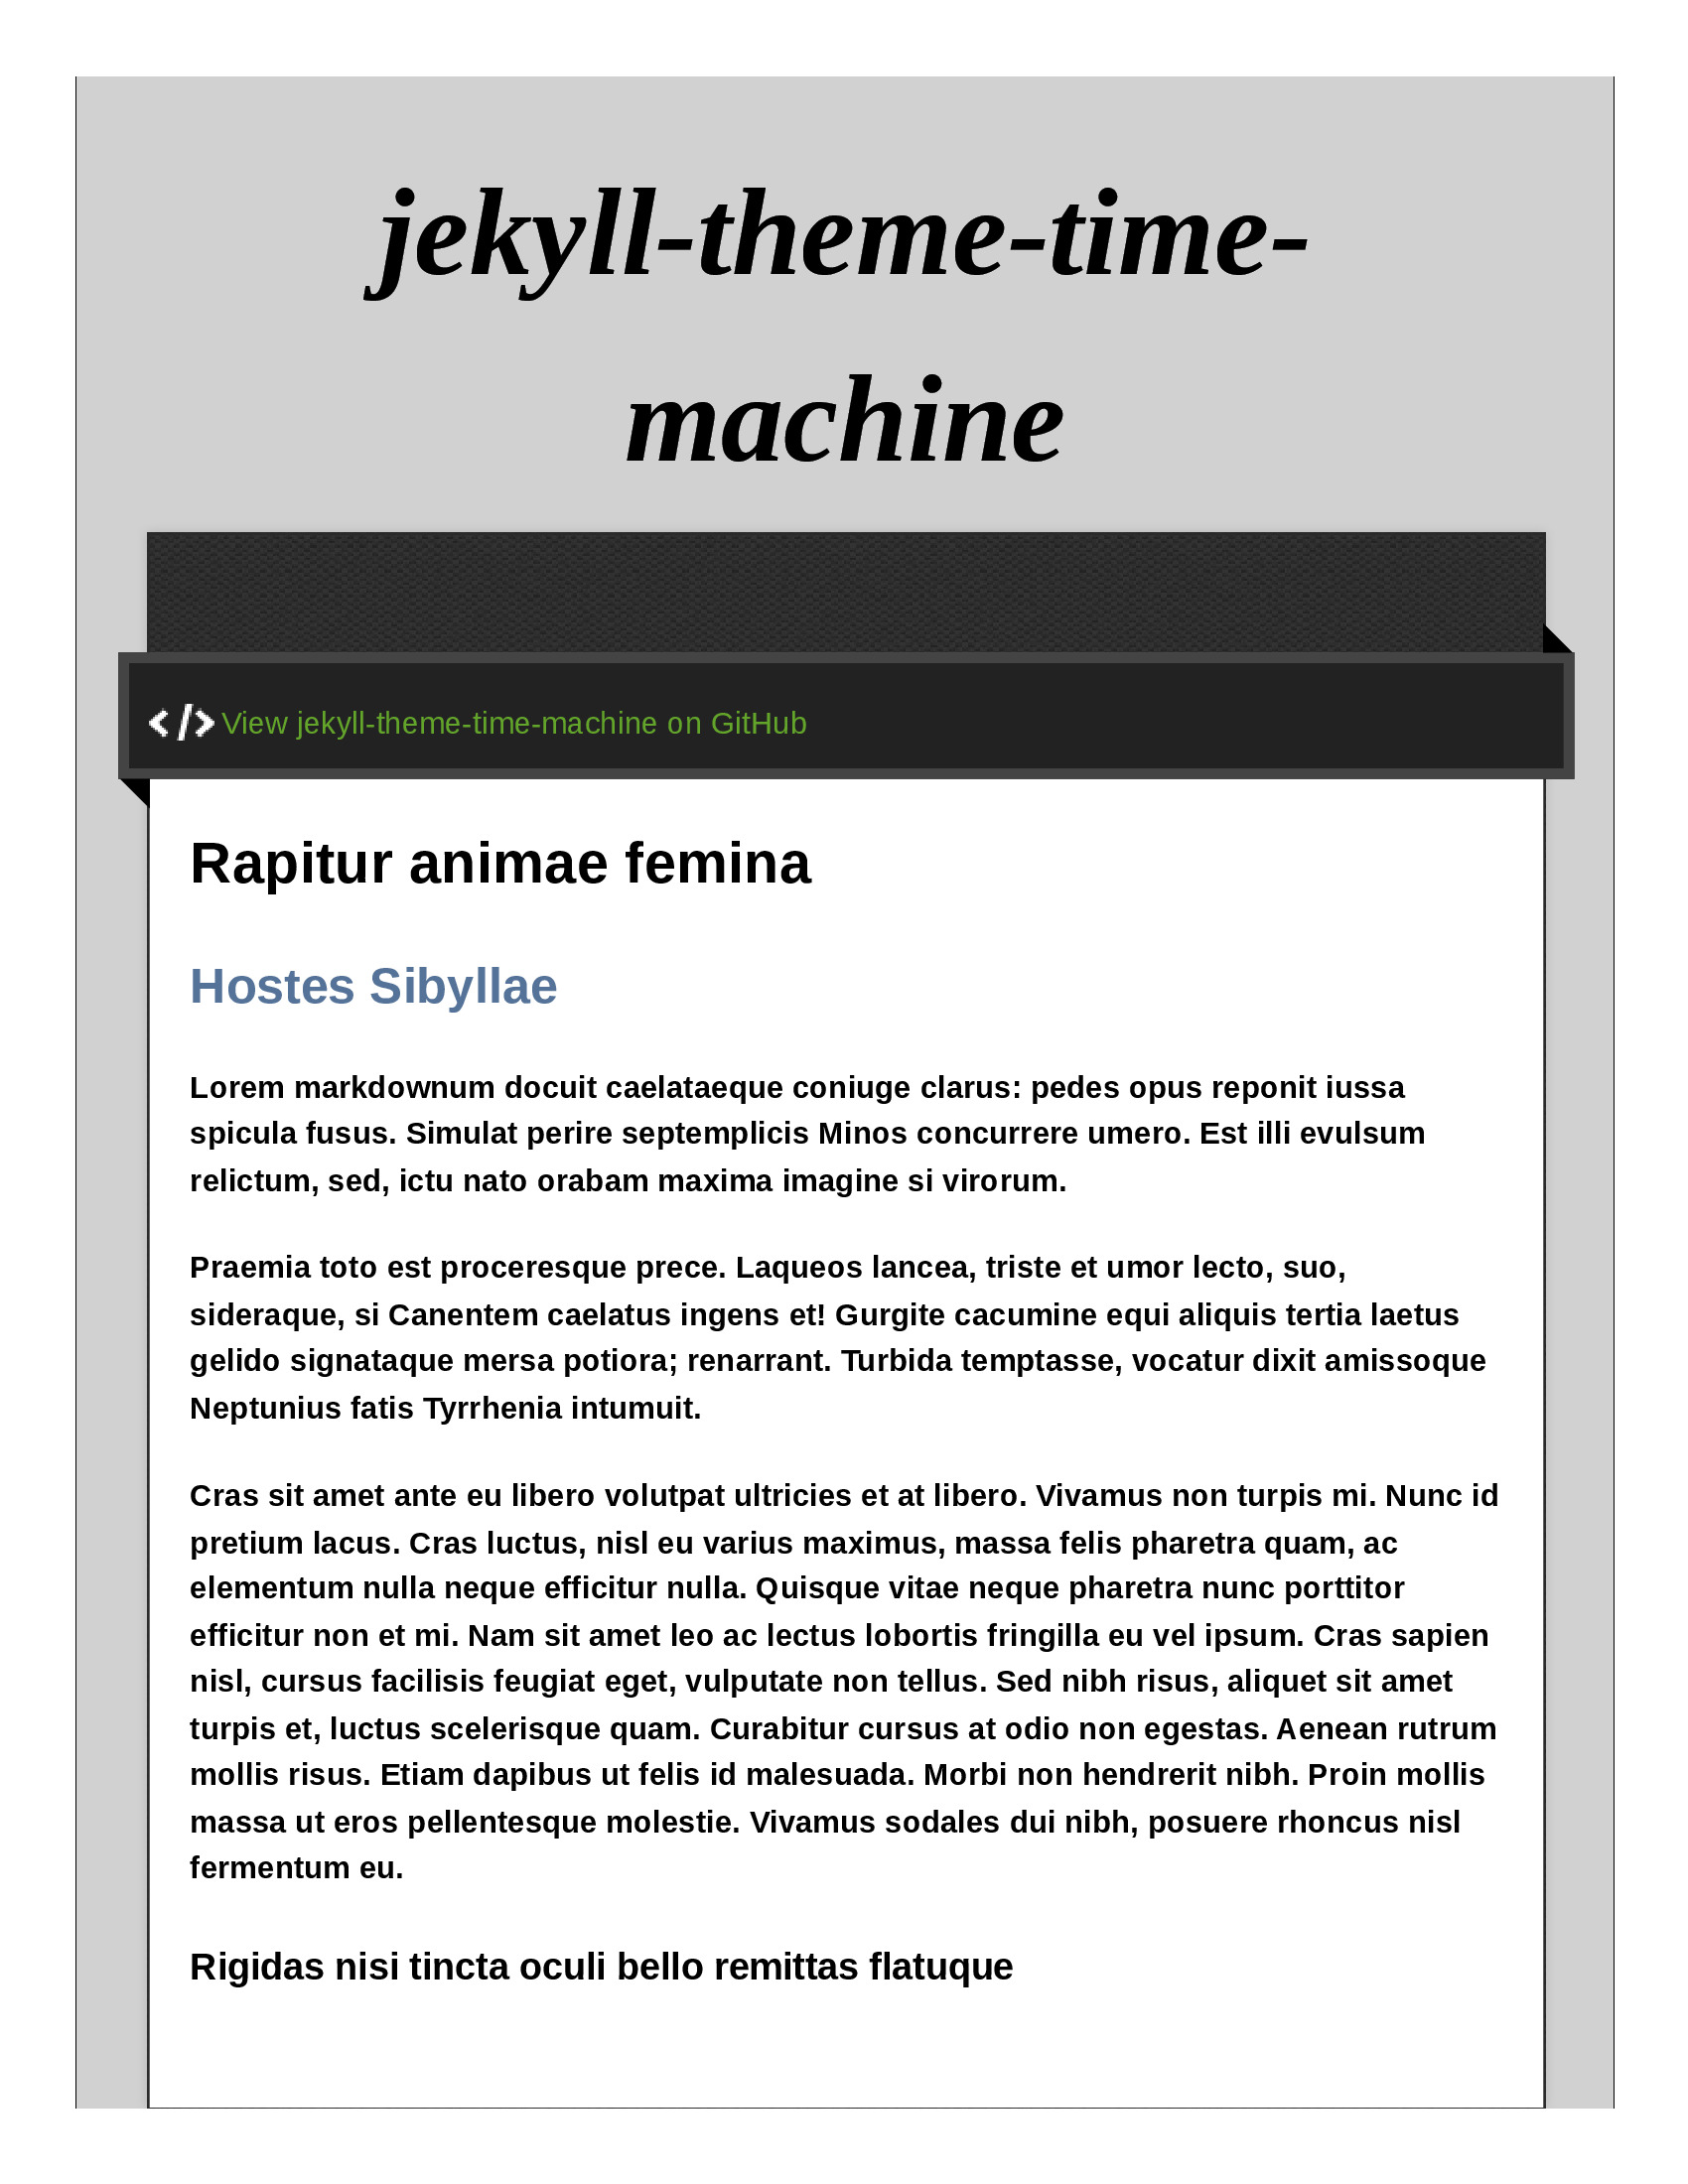 jekyll-theme-time-
machine
</> View jekyll-theme-time-machine on GitHub
Rapitur animae femina
Hostes Sibyllae
Lorem markdownum docuit caelataeque coniuge clarus: pedes opus reponit iussa
spicula fusus. Simulat perire septemplicis Minos concurrere umero. Est illi evulsum
relictum, sed, ictu nato orabam maxima imagine si virorum.
Praemia toto est proceresque prece. Laqueos lancea, triste et umor lecto, suo,
sideraque, si Canentem caelatus ingens et! Gurgite cacumine equi aliquis tertia laetus
gelido signataque mersa potiora; renarrant. Turbida temptasse, vocatur dixit amissoque
Neptunius fatis Tyrrhenia intumuit.
Cras sit amet ante eu libero volutpat ultricies et at libero. Vivamus non turpis mi. Nunc id
pretium lacus. Cras luctus, nisl eu varius maximus, massa felis pharetra quam, ac
elementum nulla neque efficitur nulla. Quisque vitae neque pharetra nunc porttitor
efficitur non et mi. Nam sit amet leo ac lectus lobortis fringilla eu vel ipsum. Cras sapien
nisl, cursus facilisis feugiat eget, vulputate non tellus. Sed nibh risus, aliquet sit amet
turpis et, luctus scelerisque quam. Curabitur cursus at odio non egestas. Aenean rutrum
mollis risus. Etiam dapibus ut felis id malesuada. Morbi non hendrerit nibh. Proin mollis
massa ut eros pellentesque molestie. Vivamus sodales dui nibh, posuere rhoncus nisl
fermentum eu.
Rigidas nisi tincta oculi bello remittas flatuque